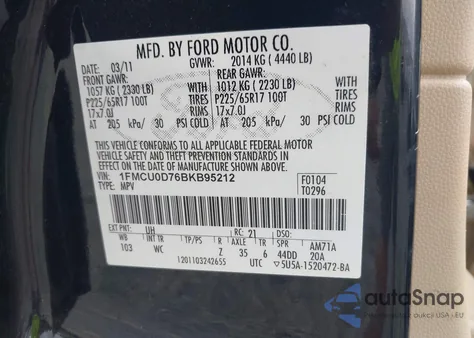 MFD. BY FORD MOTOR CO.
DATE: 03/11 GVWR: 2014 KG ( 4440 LB)
FRONT GAWR: REAR GAWR:
1057 KG ( 2330 LB) 1012 KG ( 2230 LB)
P225/65R17 100T TIRES P225/65R17 100T
17x7.0J RIMS 17x7.0J
AT 205 kPa/ 30 PSI COLD AT 205 kPa/ 30 PSI COLD
THIS VEHICLE CONFORMS TO ALL APPLICABLE FEDERAL MOTOR
VEHICLE SAFETY AND THEFT PREVENTION STANDARDS IN
EFFECT ON THE DATE OF MANUFACTURE SHOWN ABOVE.
VIN: 1FMCU0D76BKB95212 F0104
TYPE: MPV T0296
EXT PNT: UH RC: 21 DSO:
WB INT TR TP/PS R AXLE TR SPR AM71A
103 WC Z 35 6 44DD 20A
1201103242655 UTC ▽5U5A-1520472-BA
autoSnap